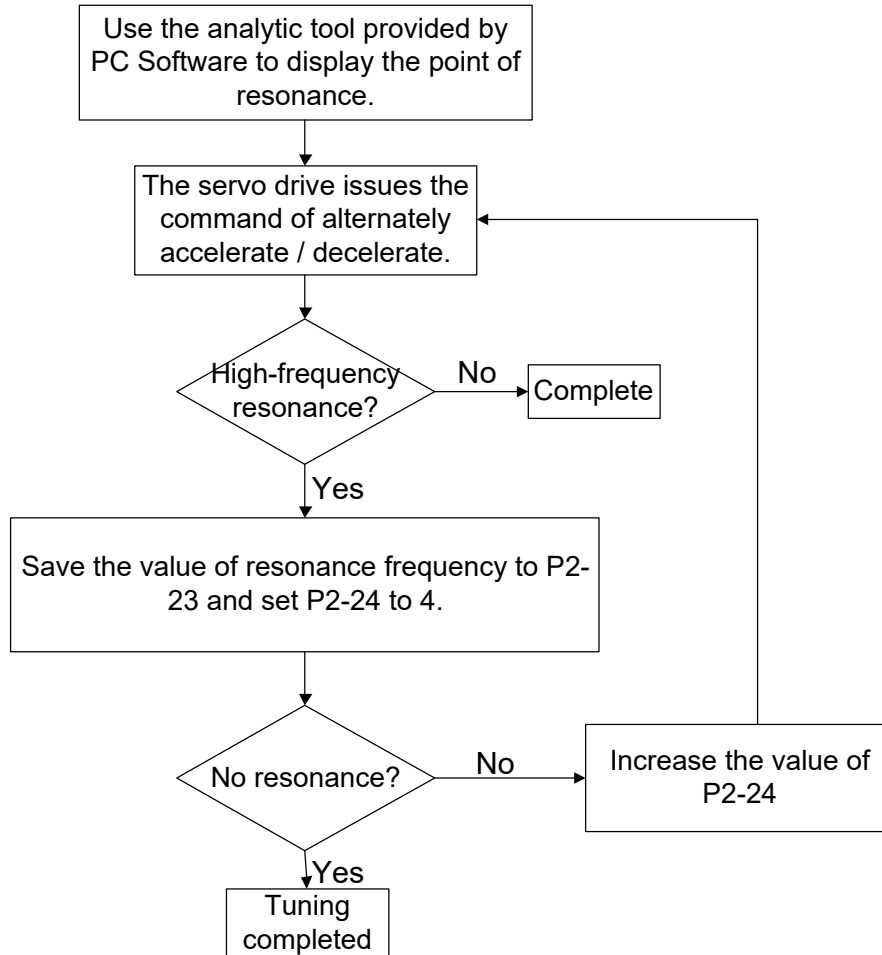 Use the analytic tool provided by
PC Software to display the point of
resonance.
The servo drive issues the
command of alternately
accelerate / decelerate.
High-frequency
resonance?
No
Complete
Yes
Save the value of resonance frequency to P2-
23 and set P2-24 to 4.
No resonance?
No
Increase the value of
P2-24
Yes
Tuning
completed